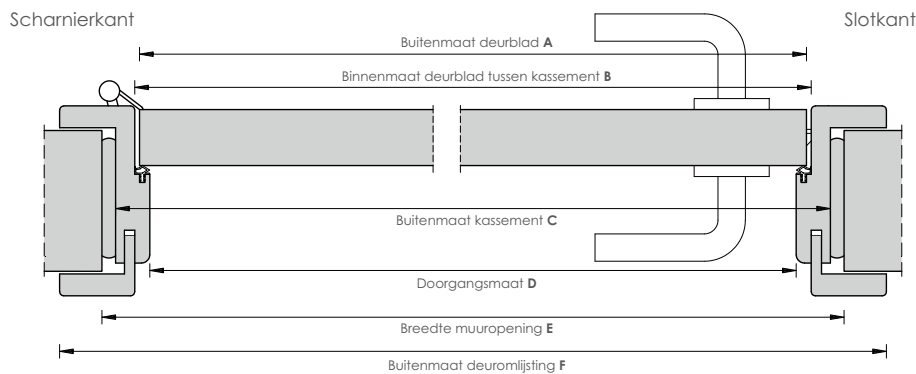 Scharnierkant
Slotkant
Buitenmaat deurblad A
Binnenmaat deurblad tussen kassement B
Buitenmaat kassement C
Doorgangsmaat D
Breedte muuropening E
Buitenmaat deuromlijsting F